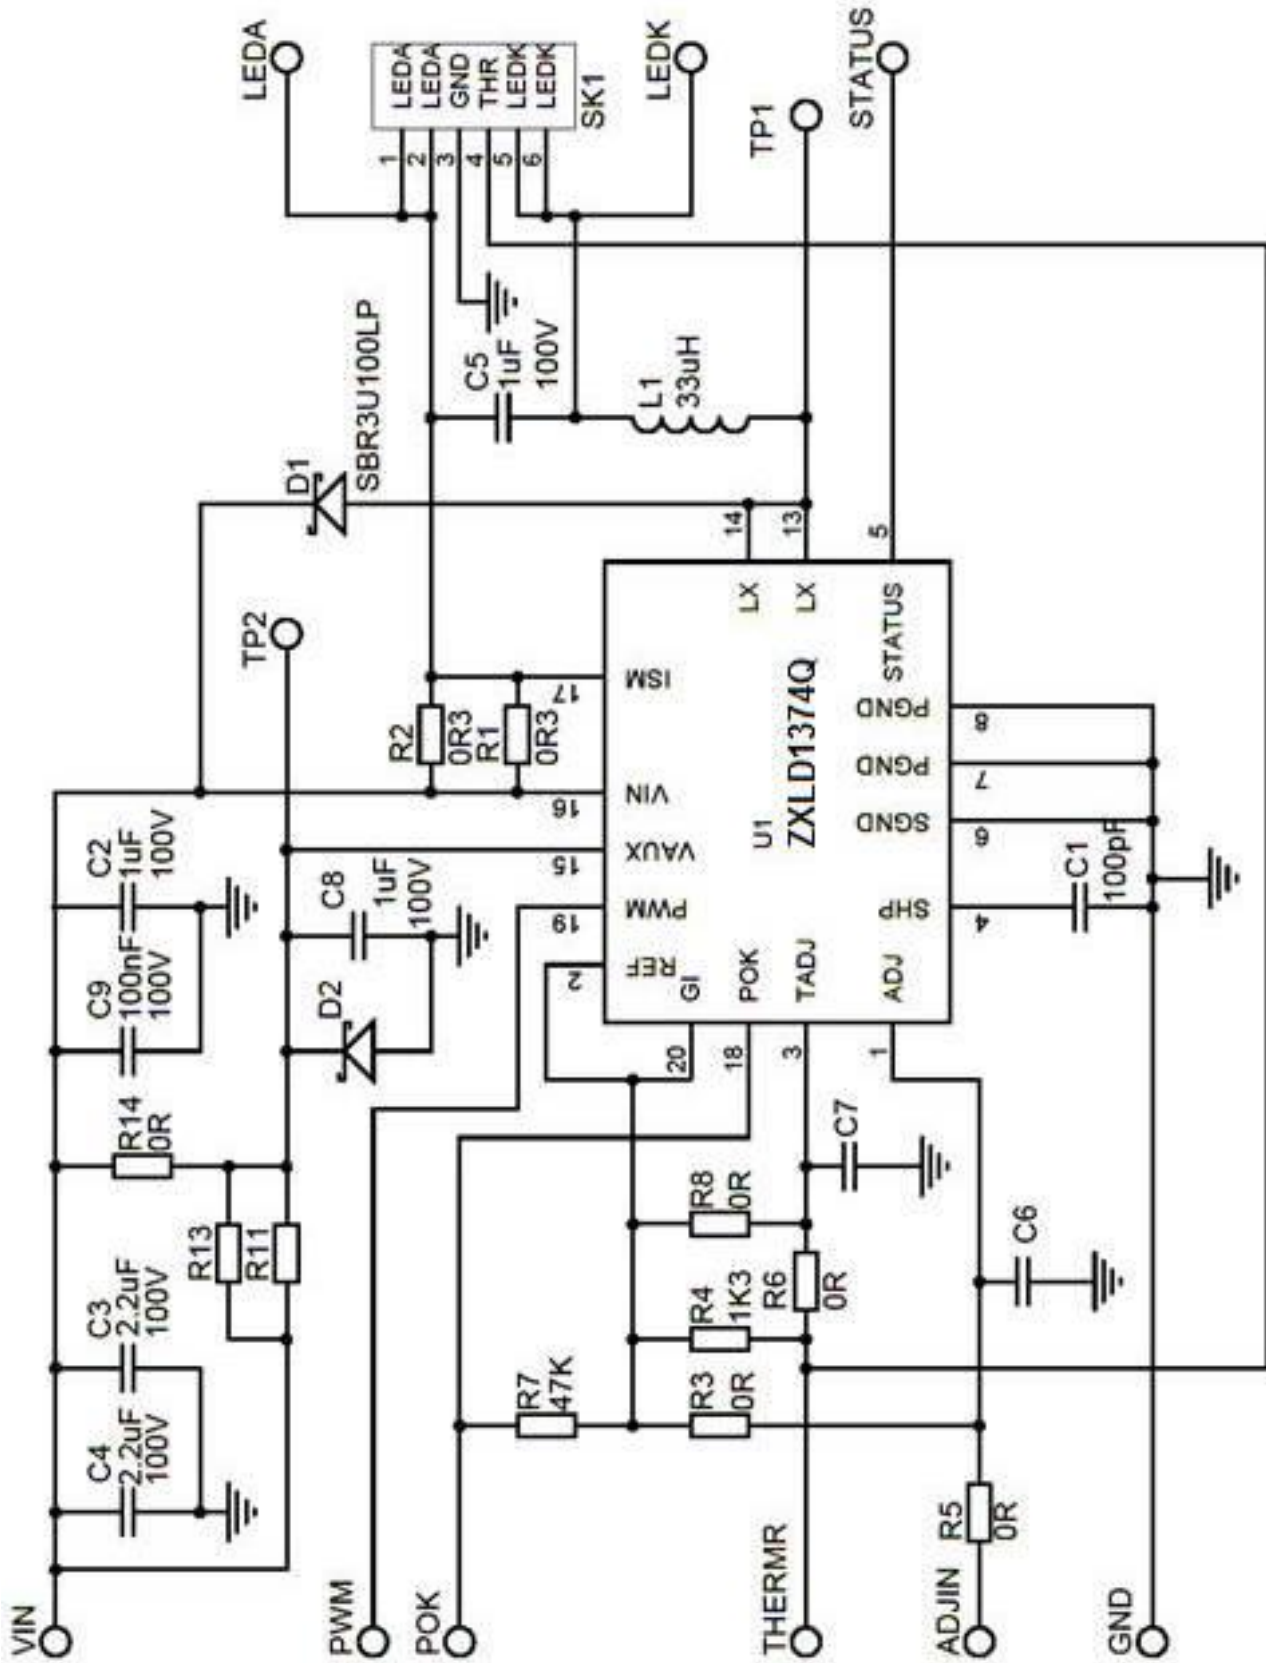 VIN
C4
2.2uF
100V
C3
2.2uF
100V
R14
0R
C9
100nF
100V
C2
1uF
100V
R13
R11
D2
C8
1uF
100V
TP2
D1
SBR3U100LP
LEDA
1
2
3
4
5
6
LEDA
LEDA
GND
THR
LEDK
LEDK
SK1
LEDK
TP1
STATUS
C5
1uF
100V
L1
33uH
R2
0R3
R1
0R3
PWM
POK
2
19
15
16
17
REF
PWM
VAUX
VIN
ISM
GI
POK
TADJ
ADJ
20
18
3
1
U1
ZXLD1374Q
LX
LX
STATUS
14
13
5
SHP
SGND
PGND
PGND
4
6
7
8
C1
100pF
R7
47K
R3
0R
R4
1K3
R8
0R
R6
0R
C7
C6
THERMR
ADJIN
R5
0R
GND